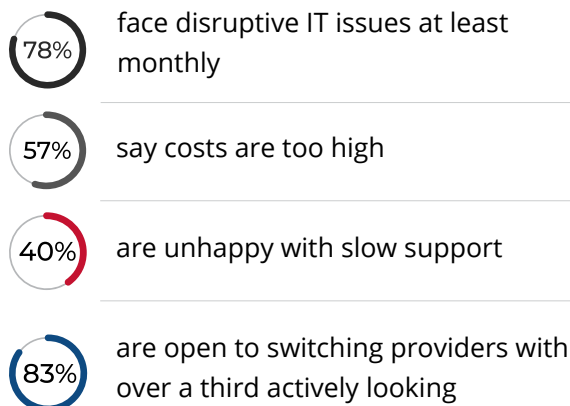 78%
face disruptive IT issues at least
monthly
57%
say costs are too high
40%
are unhappy with slow support
83%
are open to switching providers with
over a third actively looking